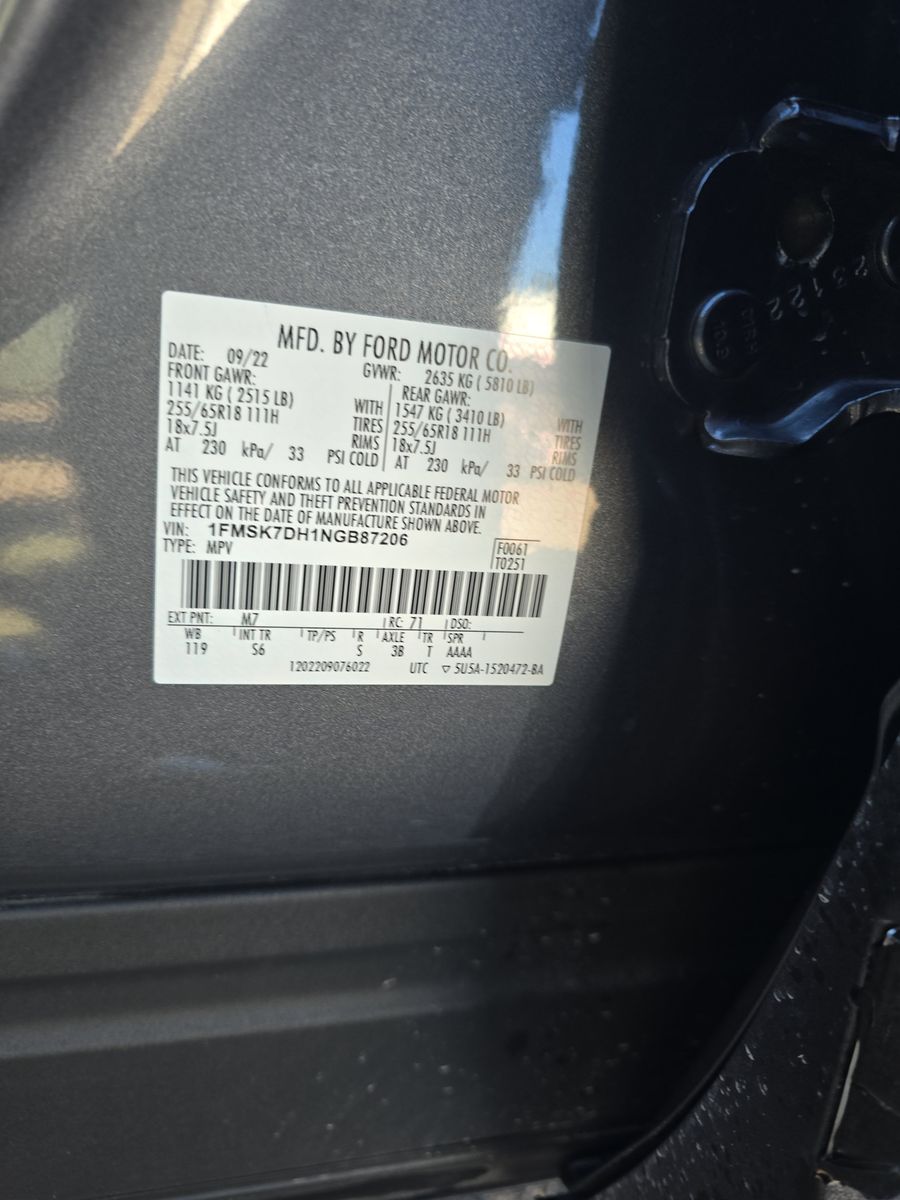 MFD. BY FORD MOTOR CO.
DATE: 09/22 GVWR: 2635 KG ( 5810 LB)
FRONT GAWR: REAR GAWR:
1141 KG ( 2515 LB) WITH 1547 KG ( 3410 LB) WITH
255/65R18 111H TIRES 255/65R18 111H TIRES
18x7.5J RIMS 18x7.5J RIMS
AT 230 kPa/ 33 PSI COLD AT 230 kPa/ 33 PSI COLD
THIS VEHICLE CONFORMS TO ALL APPLICABLE FEDERAL MOTOR
VEHICLE SAFETY AND THEFT PREVENTION STANDARDS IN
EFFECT ON THE DATE OF MANUFACTURE SHOWN ABOVE.
VIN: 1FMSK7DH1NGB87206 F0061
TYPE: MPV T0251
EXT PNT: M7 RC: 71 DSO:
WB INT TR TP/PS R AXLE TR SPR
119 S6 S 3B T AAAA
1202209076022 UTC ▽ 5U5A-1520472-BA
23122